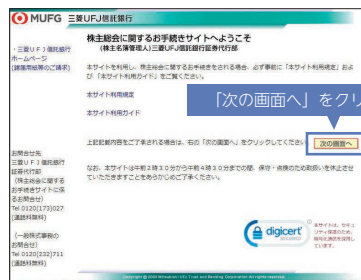 MUFG 三菱UFJ信託銀行
株主総会に関するお手続きサイトへようこそ
(株主名簿管理人)三菱UFJ信託銀行証券代行部
・三菱ＵＦＪ信託銀行
ホームページ
(諸用紙等のご請求)
本サイトを利用し、株主総会に関するお手続きをされる場合、必ず事前に「本サイト利用規定」およ
び「本サイト利用ガイド」をご覧ください。
本サイト利用規定
本サイト利用ガイド
「次の画面へ」をクリ
上記記載内容をご了承される場合は、右の「次の画面へ」をクリックしてください
次の画面へ
なお、本サイトは午前２時３０分から午前４時３０分までの間、保守・点検のため取扱いを休止させ
ていただきますことをあらかじめご了承ください。
お問合せ先
三菱ＵＦＪ信託銀行
証券代行部
(株主総会に関する
お手続きサイトに係
るお問合せ)
Tel 0120(173)027
(通話料無料)
(一般株式事務の
お問合せ)
Tel 0120(232)711
(通話料無料)
digicert